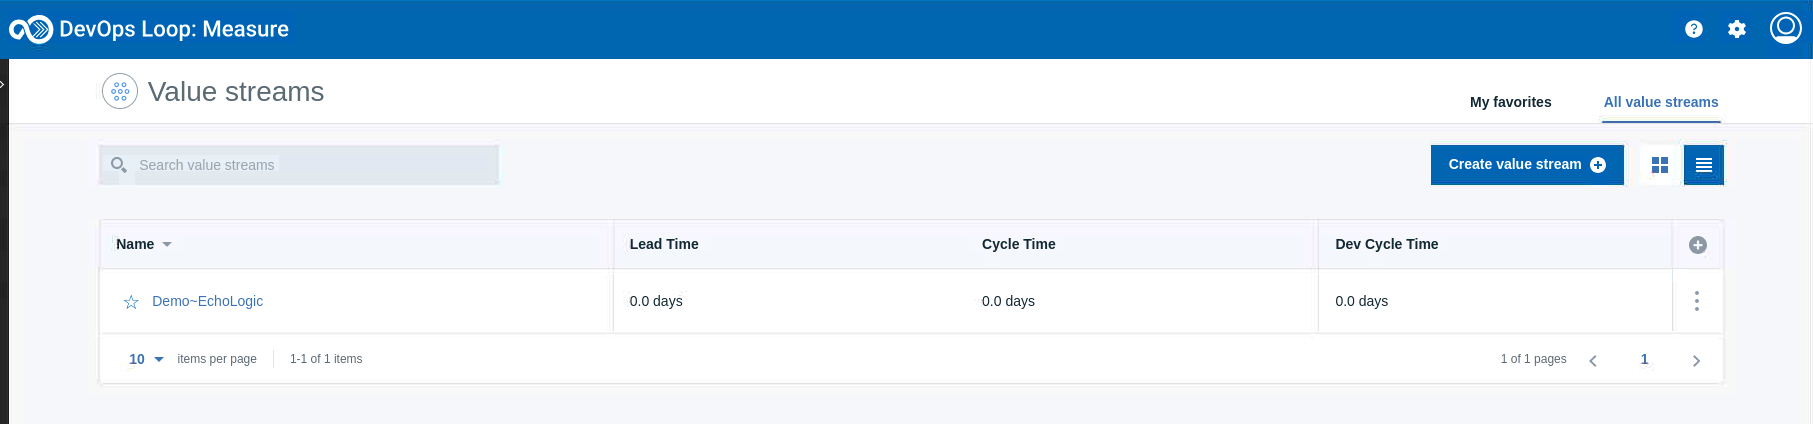 DevOps Loop: Measure
Value streams
My favorites All value streams
Search value streams
Create value stream
Name Lead Time Cycle Time Dev Cycle Time
Demo~EchoLogic 0.0 days 0.0 days 0.0 days
10 items per page 1-1 of 1 items 1 of 1 pages 1